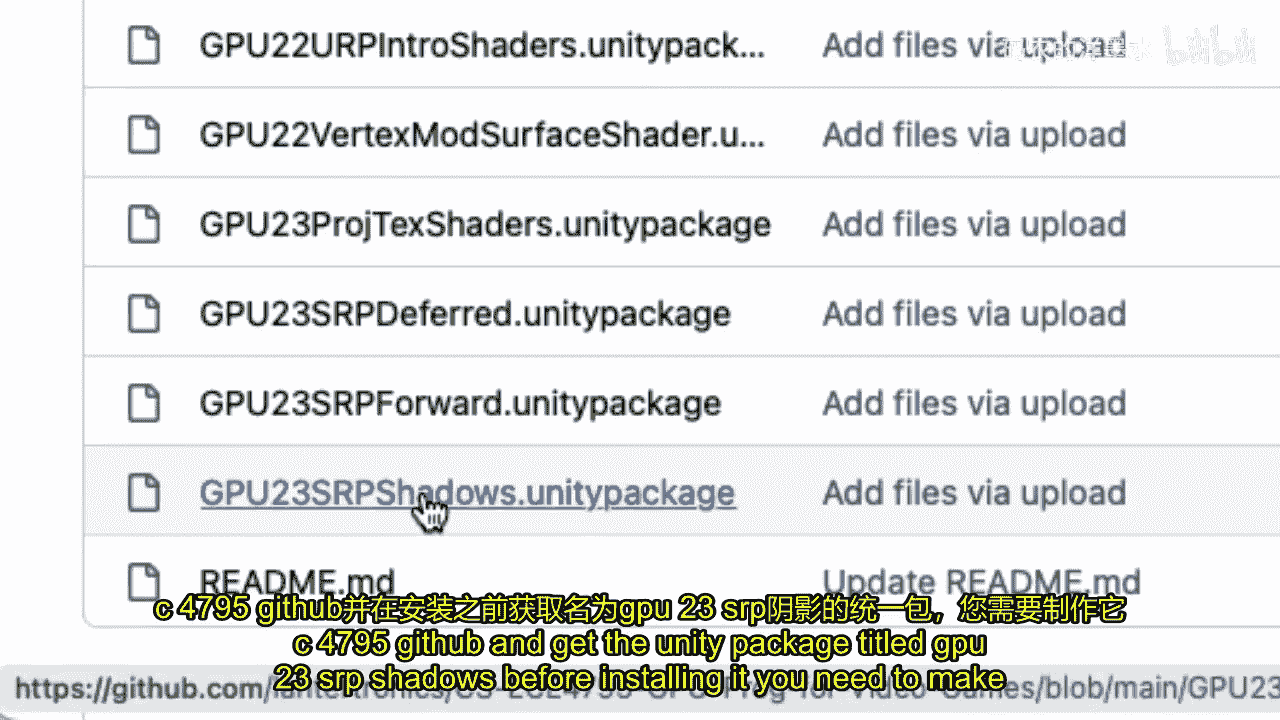 GPU22URPIntroShaders.unitypack... Add files via upload
bilibili
GPU22VertexModSurfaceShader.u... Add files via upload
GPU23ProjTexShaders.unitypackage Add files via upload
GPU23SRPDeferred.unitypackage Add files via upload
GPU23SRPForward.unitypackage Add files via upload
GPU23SRPShadows.unitypackage Add files via upload
README.md Update README.md
c 4795 github并在安装之前获取名为gpu 23 srp阴影的统一包，您需要制作它
c 4795 github and get the unity package titled gpu
23 srp shadows before installing it you need to make
https://github.com/